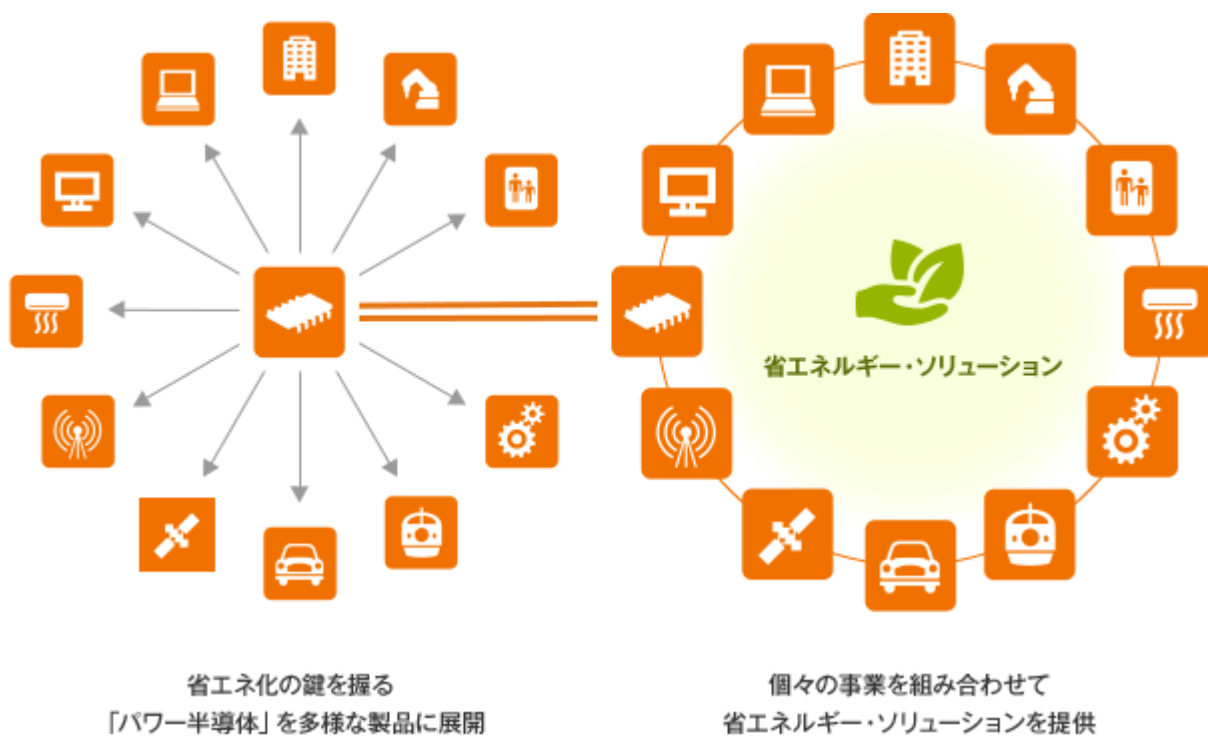 省エネルギー・ソリューション
省エネ化の鍵を握る
「パワー半導体」を多様な製品に展開
個々の事業を組み合わせて
省エネルギー・ソリューションを提供